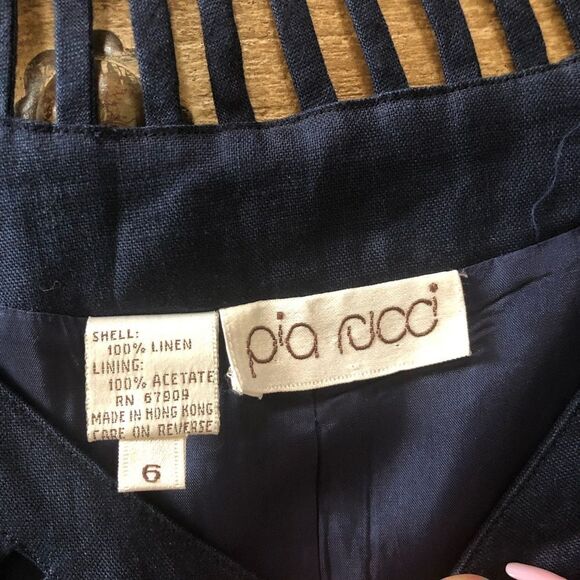 SHELL:
100% LINEN
LINING:
100% ACETATE
RN 67909
MADE IN HONG KONG
CARE ON REVERSE
6
pia rucci